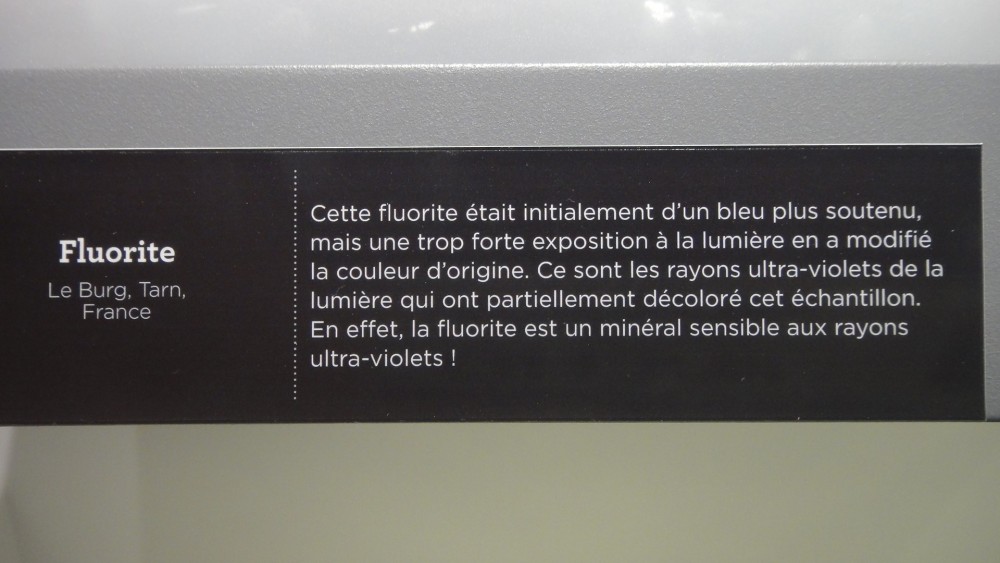 Fluorite
Le Burg, Tarn,
France
Cette fluorite était initialement d'un bleu plus soutenu,
mais une trop forte exposition à la lumière en a modifié
la couleur d'origine. Ce sont les rayons ultra-violets de la
lumière qui ont partiellement décoloré cet échantillon.
En effet, la fluorite est un minéral sensible aux rayons
ultra-violets !